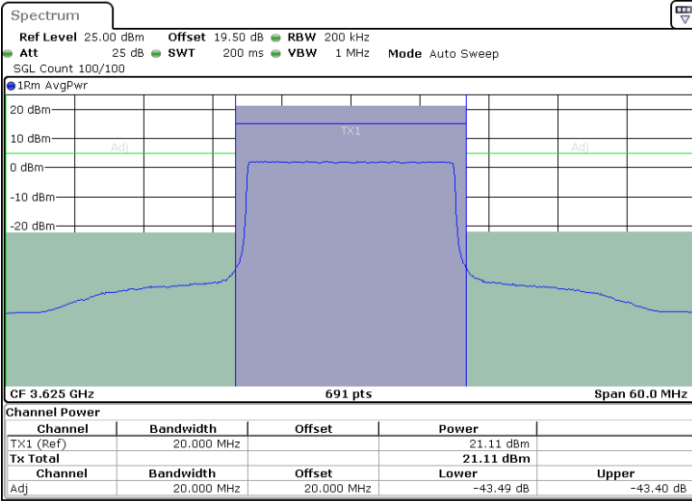 Spectrum
Ref Level 25.00 dBm Offset 19.50 dB RBW 200 kHz
Att 25 dB SWT 200 ms VBW 1 MHz Mode Auto Sweep
SGL Count 100/100
1Rm AvgPwr
20 dBm
TX1
10 dBm
Adj Adj
0 dBm
-10 dBm
-20 dBm
CF 3.625 GHz 691 pts Span 60.0 MHz
Channel Power
Channel Bandwidth Offset Power
TX1 (Ref) 20.000 MHz 21.11 dBm
Tx Total 21.11 dBm
Channel Bandwidth Offset Lower Upper
Adj 20.000 MHz 20.000 MHz -43.49 dB -43.40 dB